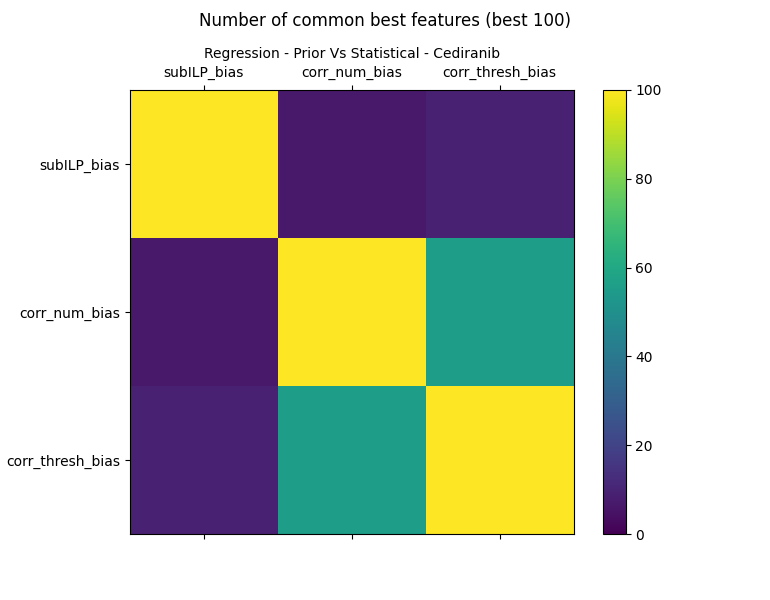 Number of common best features (best 100)
Regression - Prior Vs Statistical - Cediranib
subILP_bias corr_num_bias corr_thresh_bias
subILP_bias
corr_num_bias
corr_thresh_bias
100
80
60
40
20
0